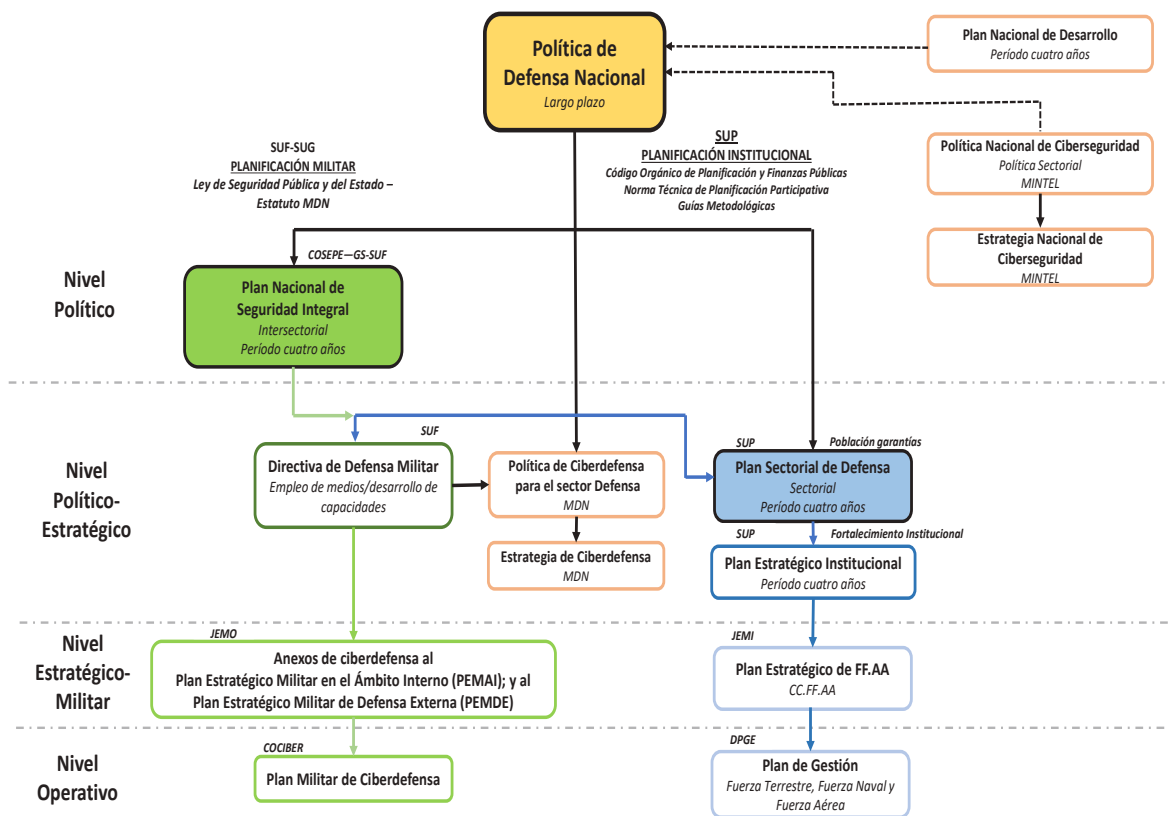 Política de
Defensa Nacional
Largo plazo
Plan Nacional de Desarrollo
Período cuatro años
Política Nacional de Ciberseguridad
Política Sectorial
MINTEL
Estrategia Nacional de
Ciberseguridad
MINTEL
SUF-SUG
PLANIFICACIÓN MILITAR
Ley de Seguridad Pública y del Estado –
Estatuto MDN
SUP
PLANIFICACIÓN INSTITUCIONAL
Código Orgánico de Planificación y Finanzas Públicas
Norma Técnica de Planificación Participativa
Guías Metodológicas
Nivel
Político
COSEPE—GS-SUF
Plan Nacional de
Seguridad Integral
Intersectorial
Período cuatro años
Nivel
Político-
Estratégico
SUF
Directiva de Defensa Militar
Empleo de medios/desarrollo de
capacidades
Política de Ciberdefensa
para el sector Defensa
MDN
Estrategia de Ciberdefensa
MDN
SUP
Población garantías
Plan Sectorial de Defensa
Sectorial
Período cuatro años
SUP
Fortalecimiento Institucional
Plan Estratégico Institucional
Período cuatro años
Nivel
Estratégico-
Militar
JEMO
Anexos de ciberdefensa al
Plan Estratégico Militar en el Ámbito Interno (PEMAI); y al
Plan Estratégico Militar de Defensa Externa (PEMDE)
JEMI
Plan Estratégico de FF.AA
CC.FF.AA
Nivel
Operativo
COCIBER
Plan Militar de Ciberdefensa
DPGE
Plan de Gestión
Fuerza Terrestre, Fuerza Naval y
Fuerza Aérea